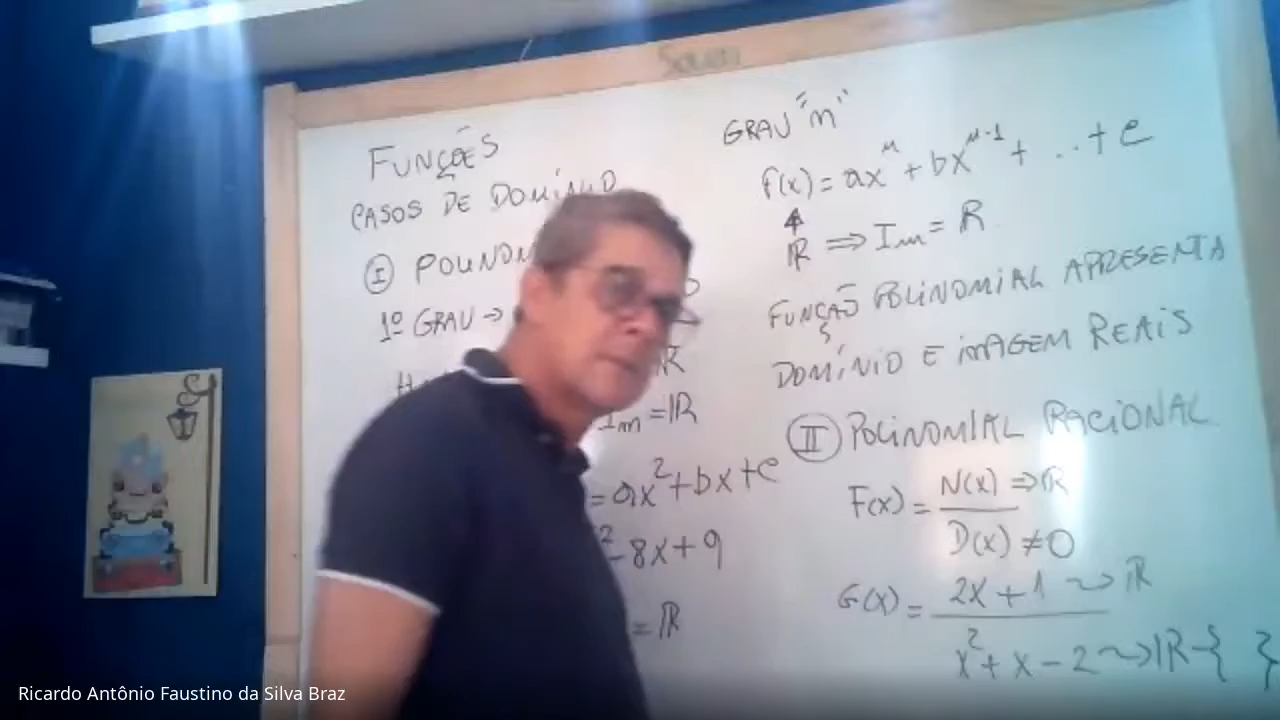 FUNÇÕES
CASOS DE DOMÍNIO
I POLINOM
1º GRAU →
R
Im = R
= ax² + bx + c
² - 8x + 9
= R
GRAU "n"
f(x) = axⁿ + bxⁿ⁻¹ + ... + c
R ⇒ Im = R
FUNÇÃO POLINOMIAL APRESENTA
DOMÍNIO E IMAGEM REAIS
II POLINOMIAL RACIONAL
F(x) = N(x) ⇒ R
D(x) ≠ 0
G(x) = 2x + 1 ~> R
x² + x - 2 ~> R - { }
Ricardo Antônio Faustino da Silva Braz